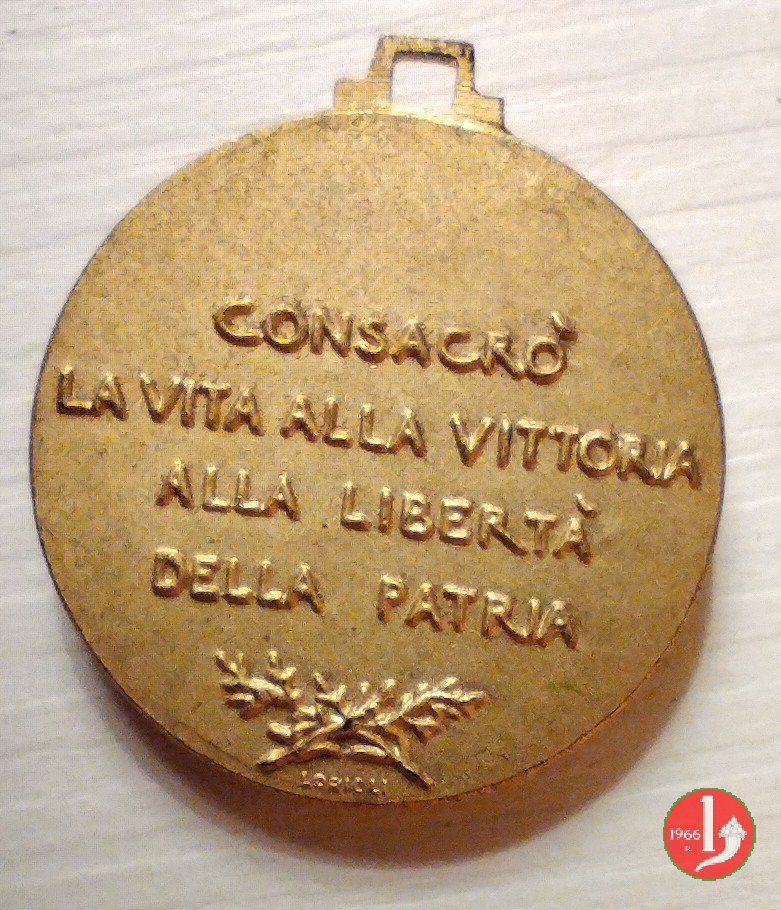 CONSACRÒ
LA VITA ALLA VITTORIA
ALLA LIBERTÀ
DELLA PATRIA
LORIOLI
1966
R.